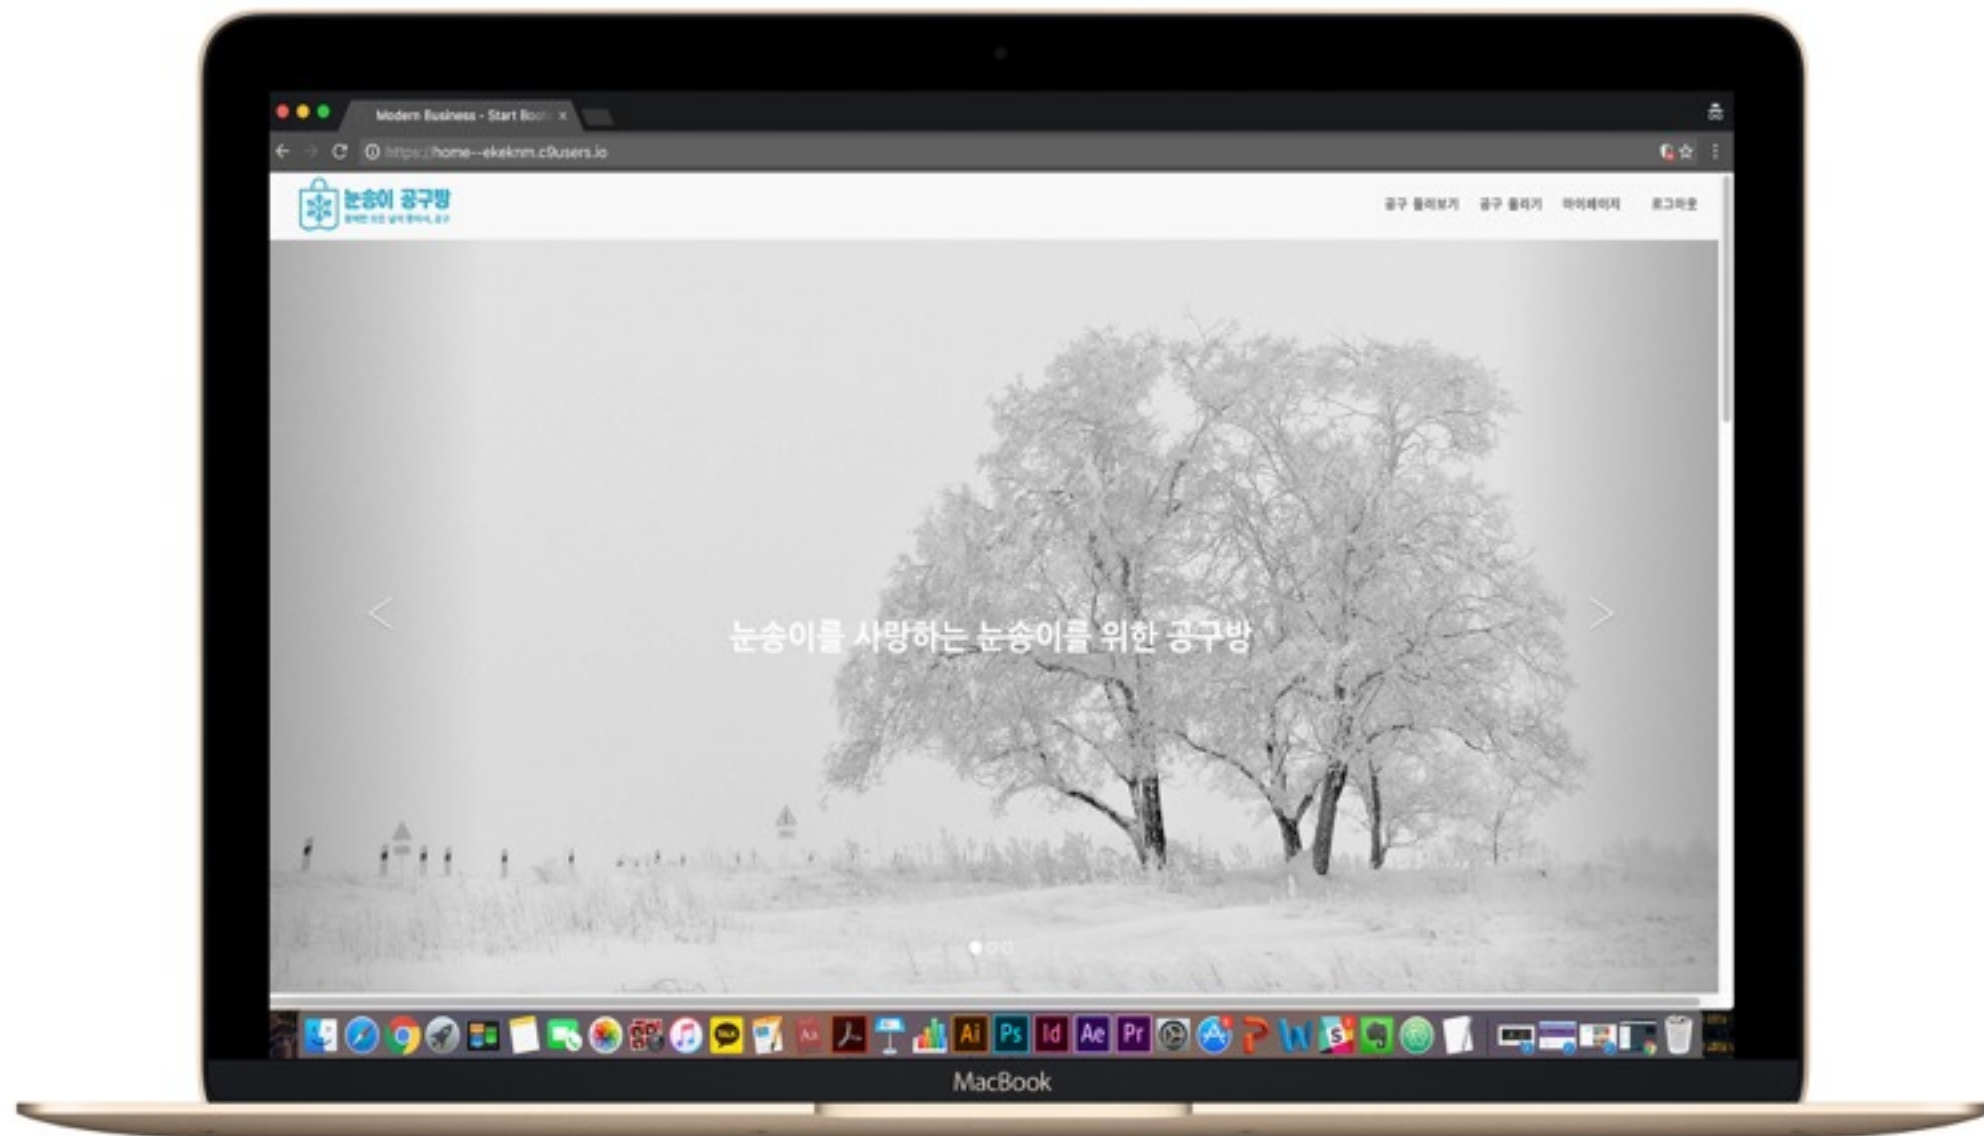 Modern Business - Start Boot
https://home--ekeknm.c9users.io
눈송이 공구방
공구 둘러보기 공구 올리기 마이페이지 로그아웃
눈송이를 사랑하는 눈송이를 위한 공구방
TALK Aa Ai Ps Id Ae Pr
MacBook